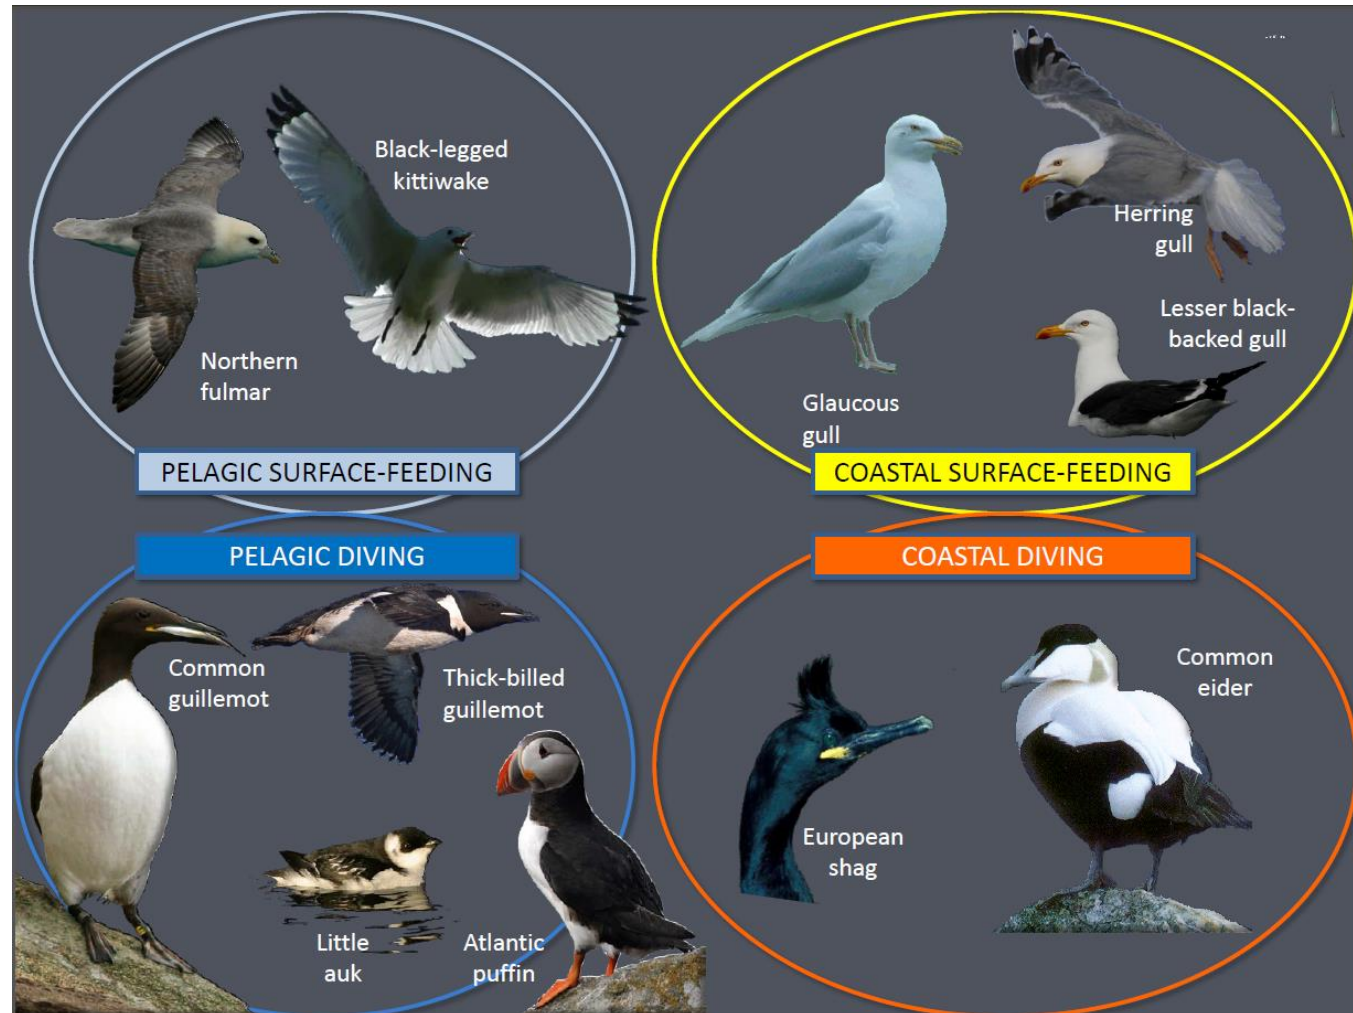 Black-legged
kittiwake
Northern
fulmar
PELAGIC SURFACE-FEEDING
Herring
gull
Lesser black-
backed gull
Glaucous
gull
COASTAL SURFACE-FEEDING
PELAGIC DIVING
Common
guillemot
Thick-billed
guillemot
Little
auk
Atlantic
puffin
COASTAL DIVING
Common
eider
European
shag